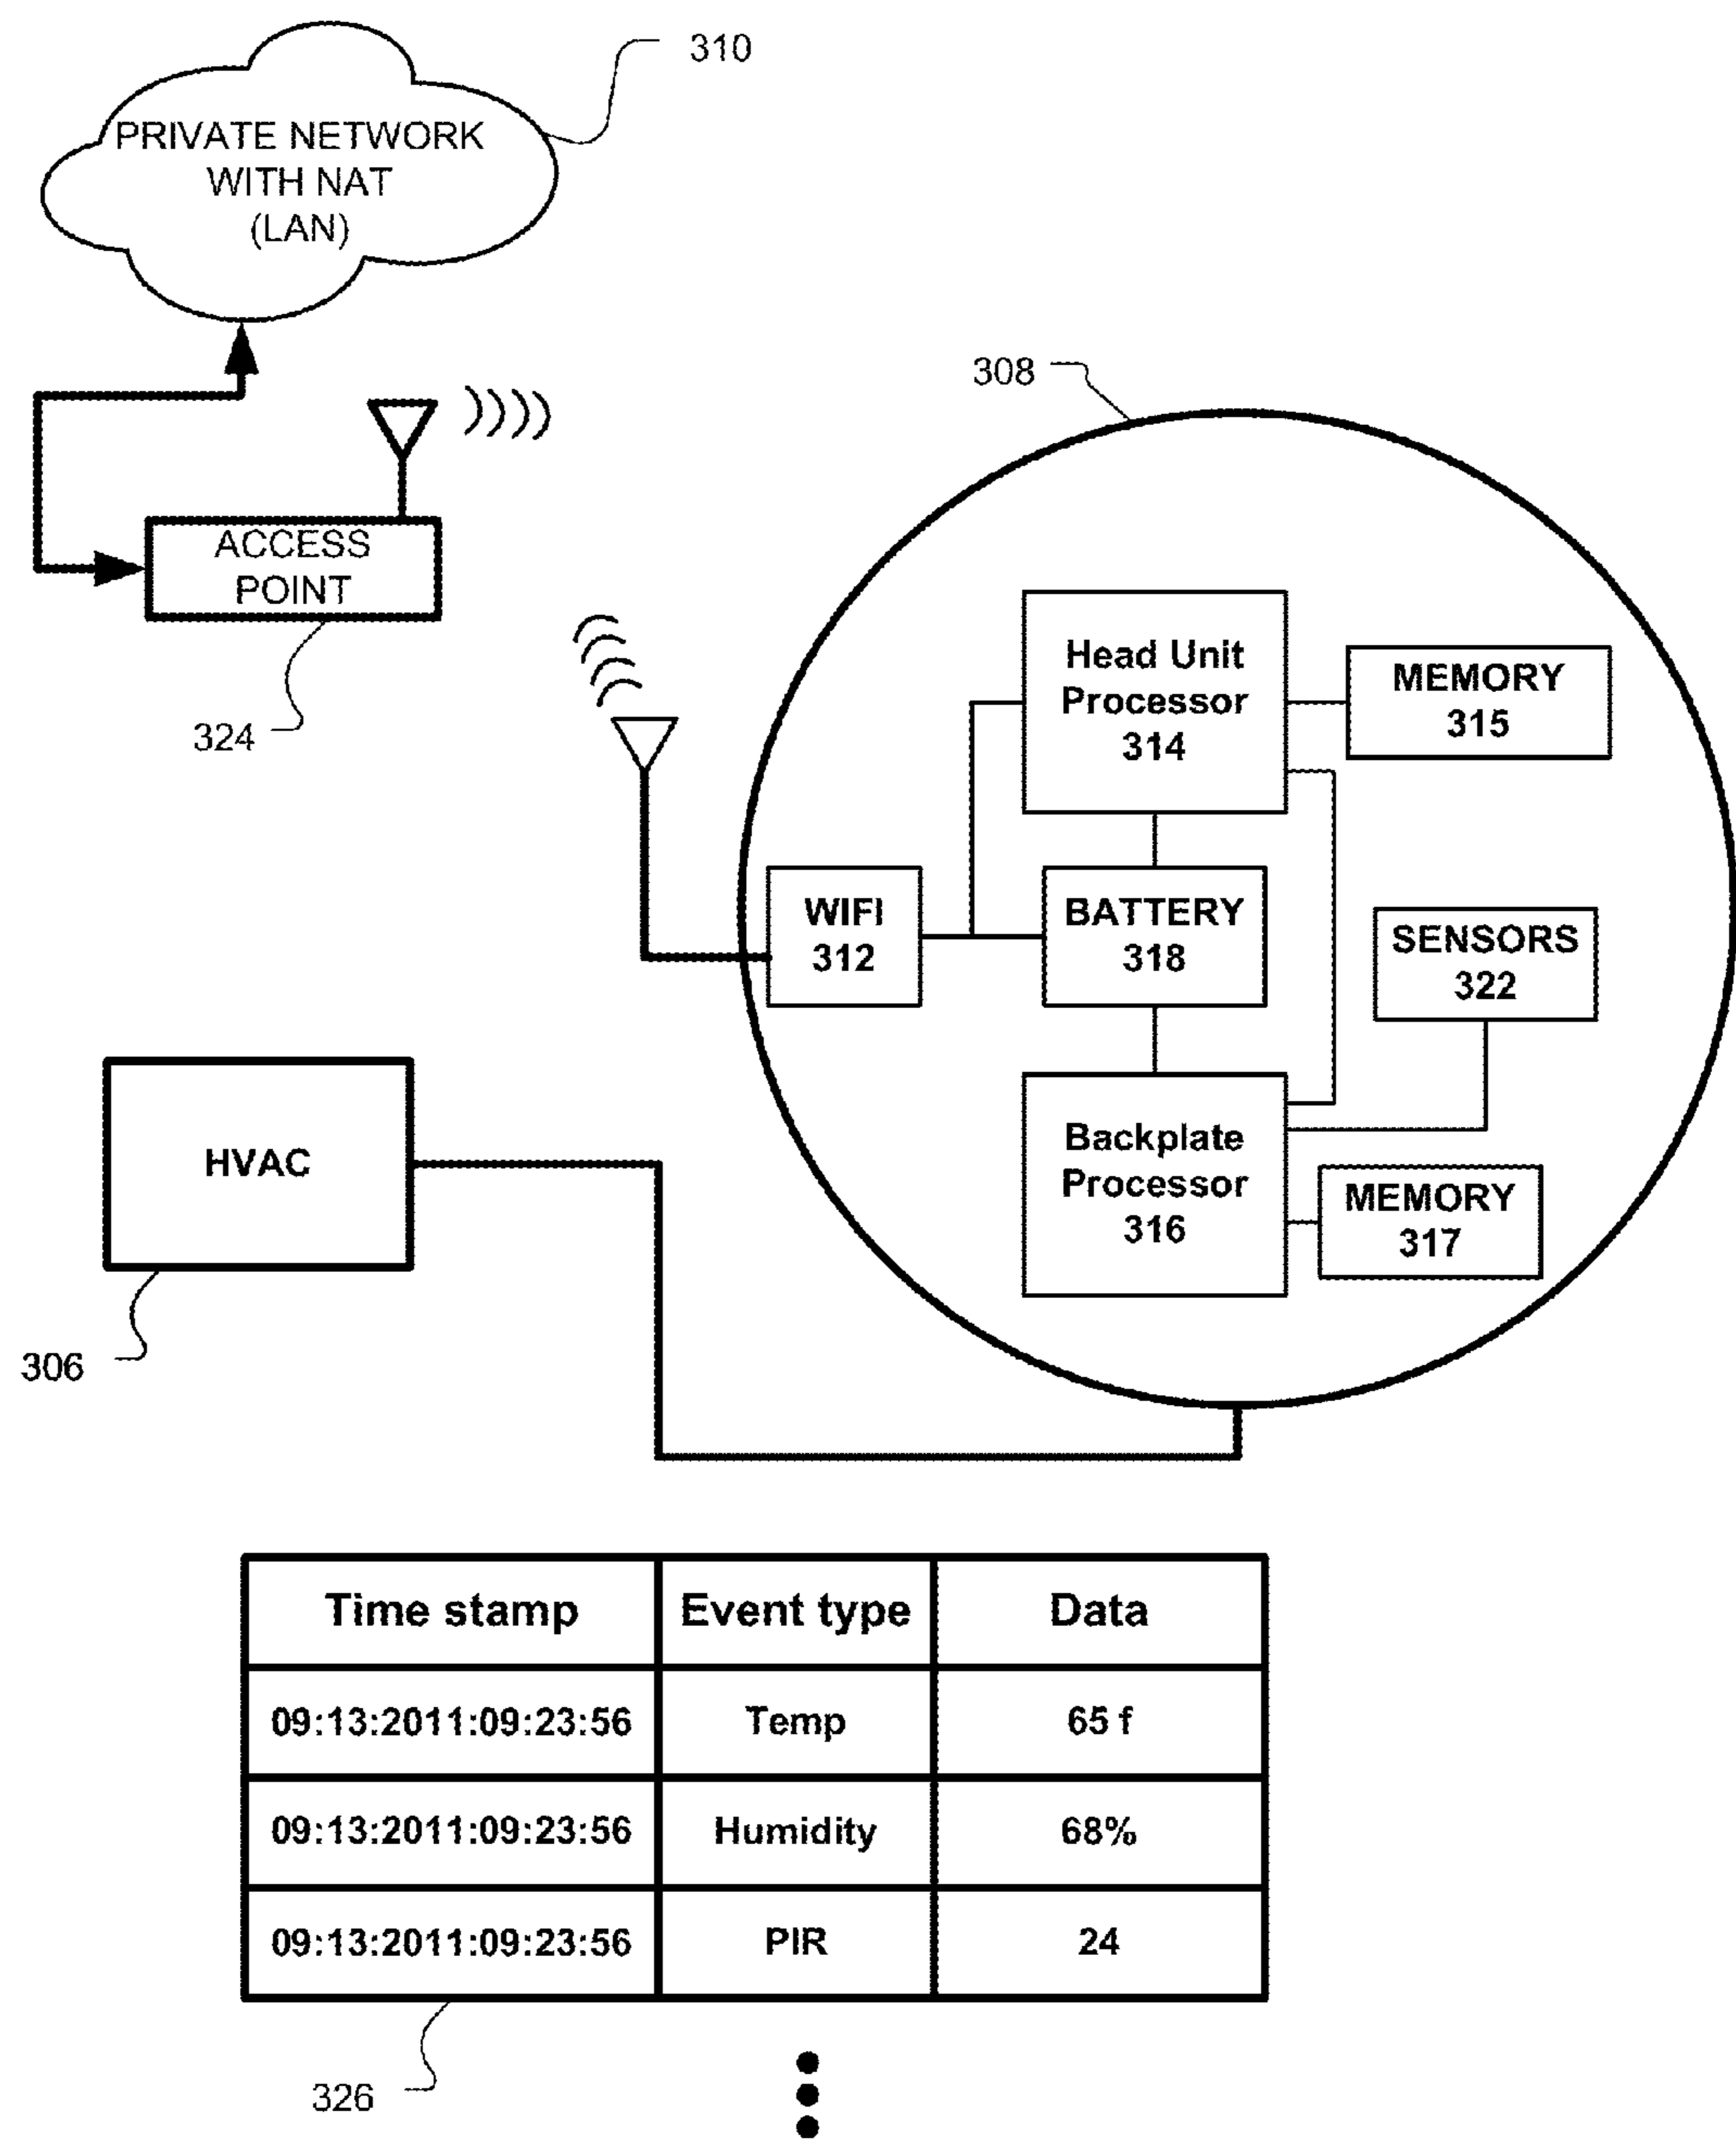 310
PRIVATE NETWORK
WITH NAT
(LAN)
308
ACCESS
POINT
324
Head Unit
Processor
314
MEMORY
315
WIFI
312
BATTERY
318
SENSORS
322
HVAC
306
Backplate
Processor
316
MEMORY
317
Time stamp Event type Data
09:13:2011:09:23:56 Temp 65 f
09:13:2011:09:23:56 Humidity 68%
09:13:2011:09:23:56 PIR 24
326